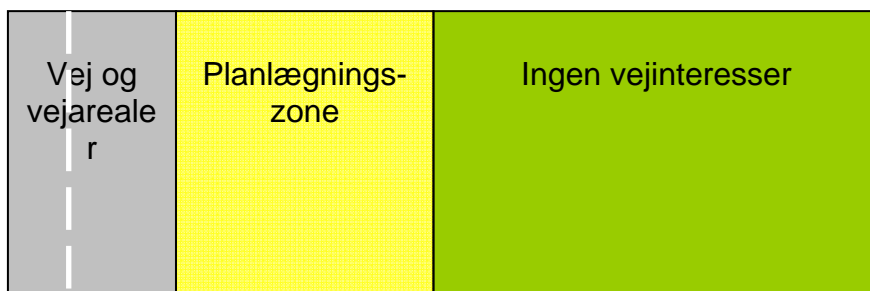 Vej og
vejareale
r
Planlægnings-
zone
Ingen vejinteresser